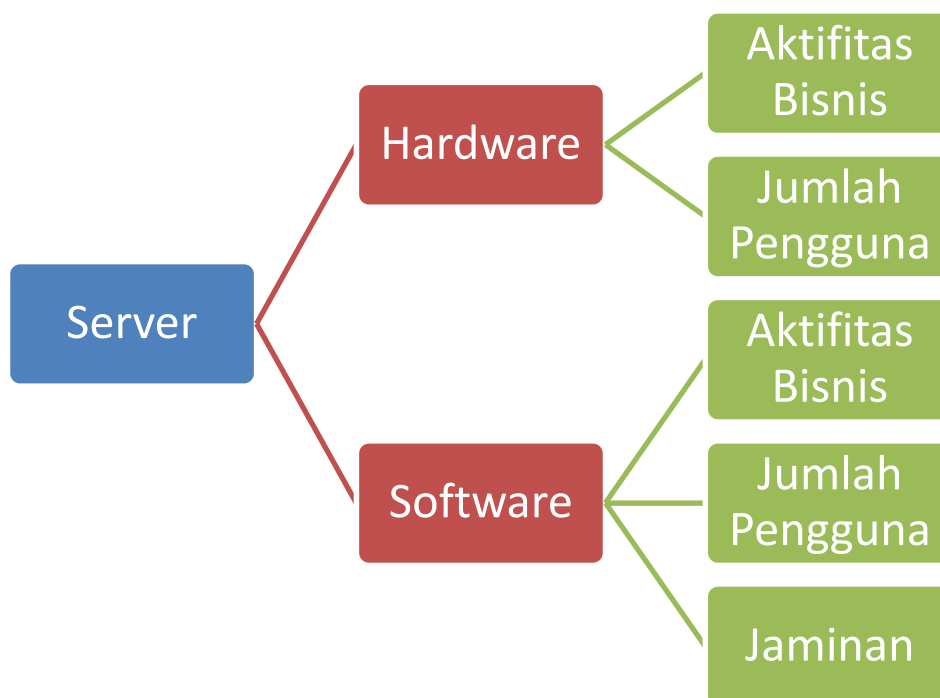 Server
Hardware
Aktifitas
Bisnis
Jumlah
Pengguna
Software
Aktifitas
Bisnis
Jumlah
Pengguna
Jaminan